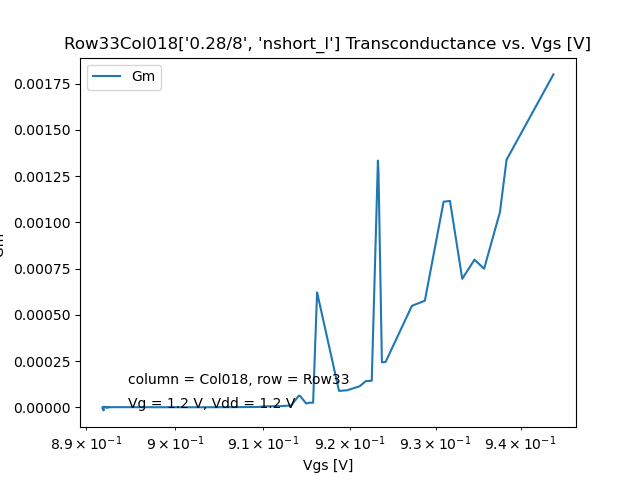 Row33Col018['0.28/8', 'nshort_l'] Transconductance vs. Vgs [V]
Gm
0.00175
0.00150
0.00125
0.00100
0.00075
0.00050
0.00025
0.00000
Gm
column = Col018, row = Row33
Vg = 1.2 V, Vdd = 1.2 V
8.9 × 10⁻¹ 9 × 10⁻¹ 9.1 × 10⁻¹ 9.2 × 10⁻¹ 9.3 × 10⁻¹ 9.4 × 10⁻¹
Vgs [V]